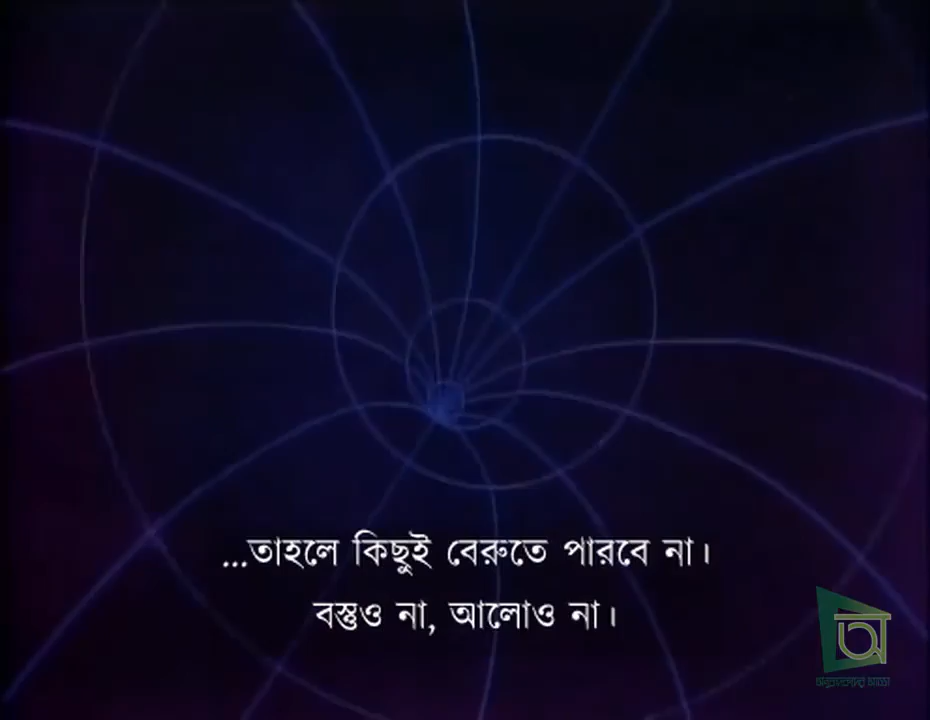 ...তাহলে কিছুই বেরুতে পারবে না।
বস্তুও না, আলোও না।
অ